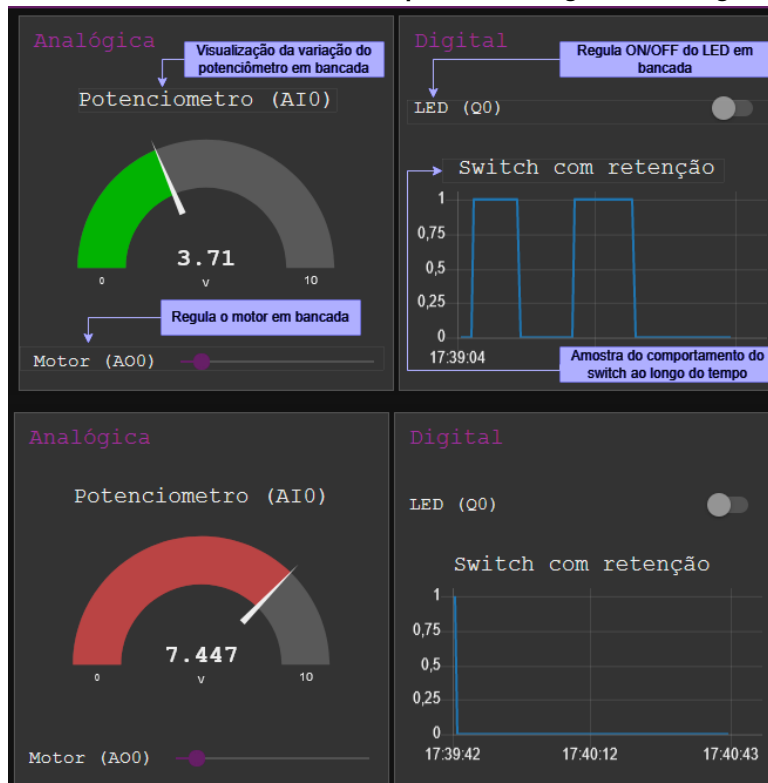 Analógica
Visualização da variação do
potenciômetro em bancada
Potenciometro (AI0)
3.71
0
v
10
Regula o motor em bancada
Motor (AO0)
Digital
Regula ON/OFF do LED em
bancada
LED (Q0)
Switch com retenção
1
0,75
0,5
0,25
0
17:39:04
Amostra do comportamento do
switch ao longo do tempo
Analógica
Potenciometro (AI0)
7.447
0
v
10
Motor (AO0)
Digital
LED (Q0)
Switch com retenção
1
0,75
0,5
0,25
0
17:39:42
17:40:12
17:40:43